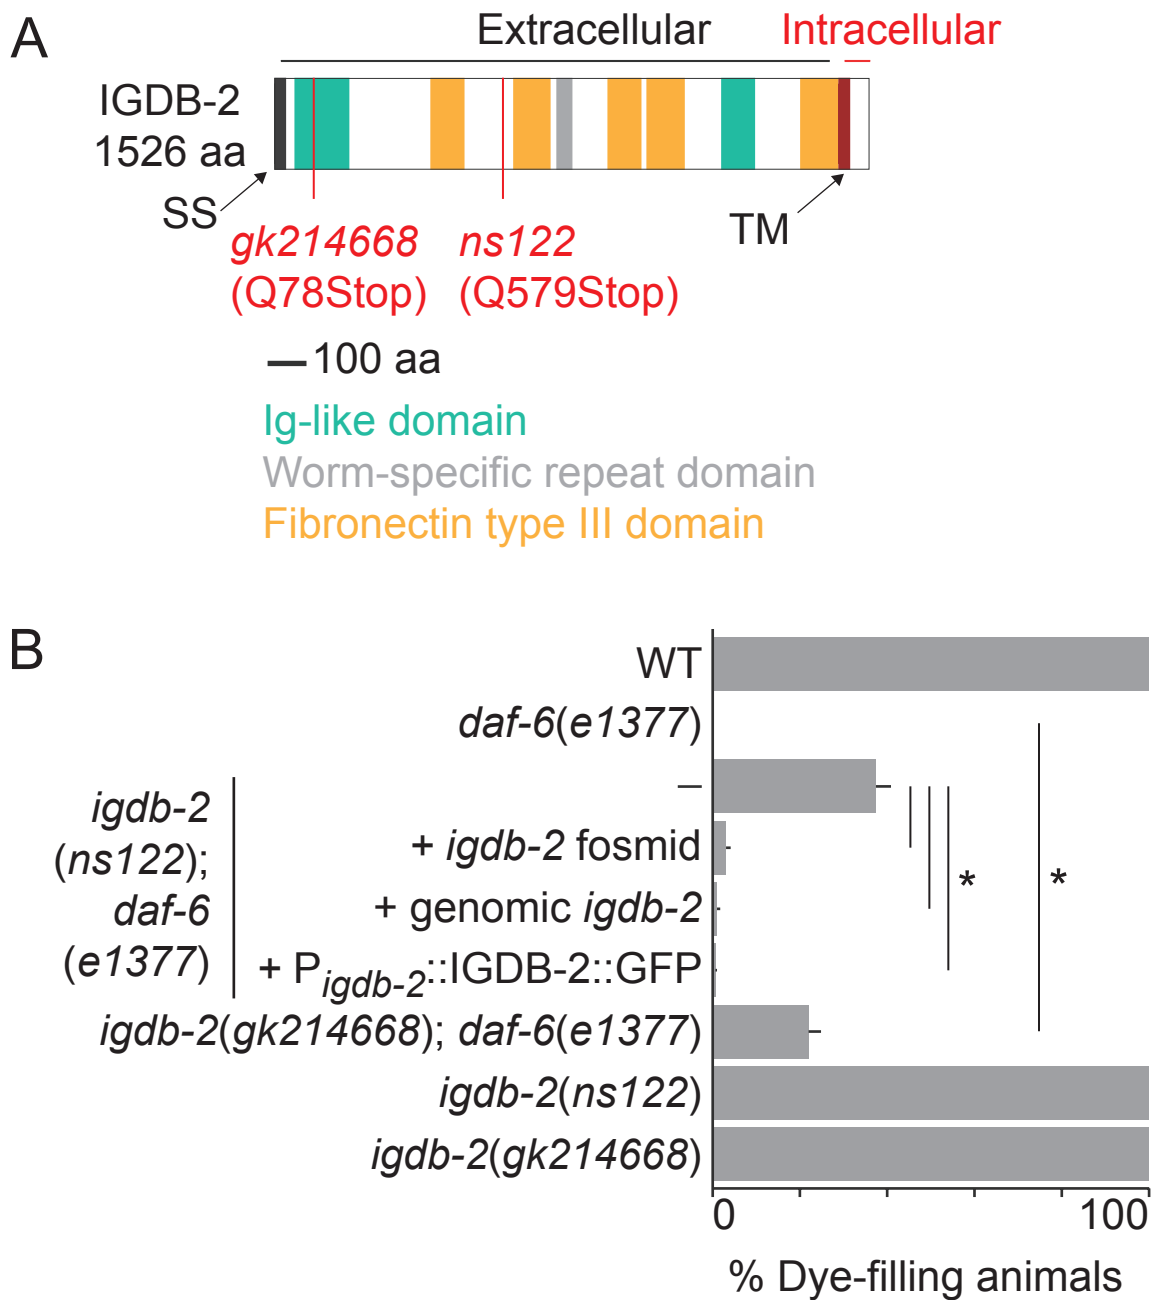 A
Extracellular
Intracellular
IGDB-2
1526 aa
SS
TM
gk214668
(Q78Stop)
ns122
(Q579Stop)
100 aa
Ig-like domain
Worm-specific repeat domain
Fibronectin type III domain
B
WT
daf-6(e1377)
igdb-2
(ns122);
daf-6
(e1377)
–
+ igdb-2 fosmid
+ genomic igdb-2
+ Pigdb-2::IGDB-2::GFP
*
*
igdb-2(gk214668); daf-6(e1377)
igdb-2(ns122)
igdb-2(gk214668)
0
100
% Dye-filling animals